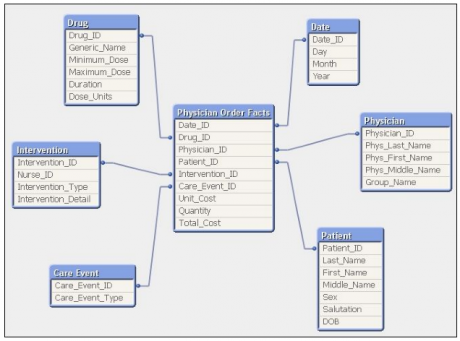 Drug
Drug_ID
Generic_Name
Minimum_Dose
Maximum_Dose
Duration
Dose_Units
Date
Date_ID
Day
Month
Year
Physician Order Facts
Date_ID
Drug_ID
Physician_ID
Patient_ID
Intervention_ID
Care_Event_ID
Unit_Cost
Quantity
Total_Cost
Physician
Physician_ID
Phys_Last_Name
Phys_First_Name
Phys_Middle_Name
Group_Name
Intervention
Intervention_ID
Nurse_ID
Intervention_Type
Intervention_Detail
Care Event
Care_Event_ID
Care_Event_Type
Patient
Patient_ID
Last_Name
First_Name
Middle_Name
Sex
Salutation
DOB